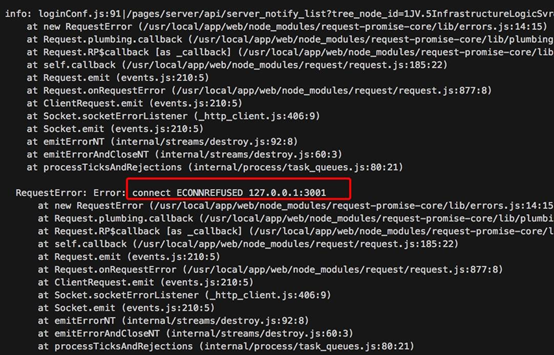 info: loginConf.js:91|/pages/server/api/server_notify_list?tree_node_id=1JV.5InfrastructureLogicSvr
at new RequestError (/usr/local/app/web/node_modules/request-promise-core/lib/errors.js:14:15)
at Request.plumbing.callback (/usr/local/app/web/node_modules/request-promise-core/lib/plumbing
at Request.RP$callback [as _callback] (/usr/local/app/web/node_modules/request-promise-core/lib
at self.callback (/usr/local/app/web/node_modules/request/request.js:185:22)
at Request.emit (events.js:210:5)
at Request.onRequestError (/usr/local/app/web/node_modules/request/request.js:877:8)
at ClientRequest.emit (events.js:210:5)
at Socket.socketErrorListener (_http_client.js:406:9)
at Socket.emit (events.js:210:5)
at emitErrorNT (internal/streams/destroy.js:92:8)
at emitErrorAndCloseNT (internal/streams/destroy.js:60:3)
at processTicksAndRejections (internal/process/task_queues.js:80:21)
RequestError: Error: connect ECONNREFUSED 127.0.0.1:3001
at new RequestError (/usr/local/app/web/node_modules/request-promise-core/lib/errors.js:14:15
at Request.plumbing.callback (/usr/local/app/web/node_modules/request-promise-core/lib/plumbi
at Request.RP$callback [as _callback] (/usr/local/app/web/node_modules/request-promise-core/l
at self.callback (/usr/local/app/web/node_modules/request/request.js:185:22)
at Request.emit (events.js:210:5)
at Request.onRequestError (/usr/local/app/web/node_modules/request/request.js:877:8)
at ClientRequest.emit (events.js:210:5)
at Socket.socketErrorListener (_http_client.js:406:9)
at Socket.emit (events.js:210:5)
at emitErrorNT (internal/streams/destroy.js:92:8)
at emitErrorAndCloseNT (internal/streams/destroy.js:60:3)
at processTicksAndRejections (internal/process/task_queues.js:80:21)